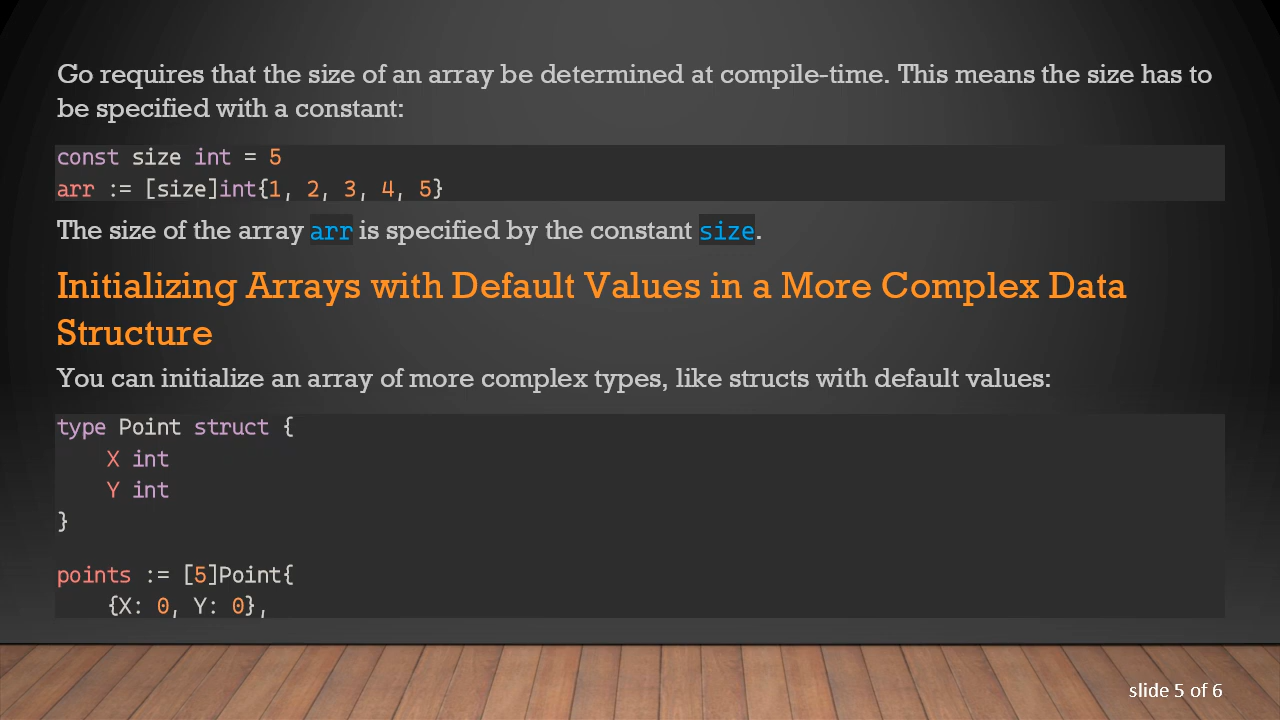 Go requires that the size of an array be determined at compile-time. This means the size has to
be specified with a constant:
const size int = 5
arr := [size]int{1, 2, 3, 4, 5}
The size of the array arr is specified by the constant size.
Initializing Arrays with Default Values in a More Complex Data
Structure
You can initialize an array of more complex types, like structs with default values:
type Point struct {
    X int
    Y int
}
points := [5]Point{
    {X: 0, Y: 0},
slide 5 of 6